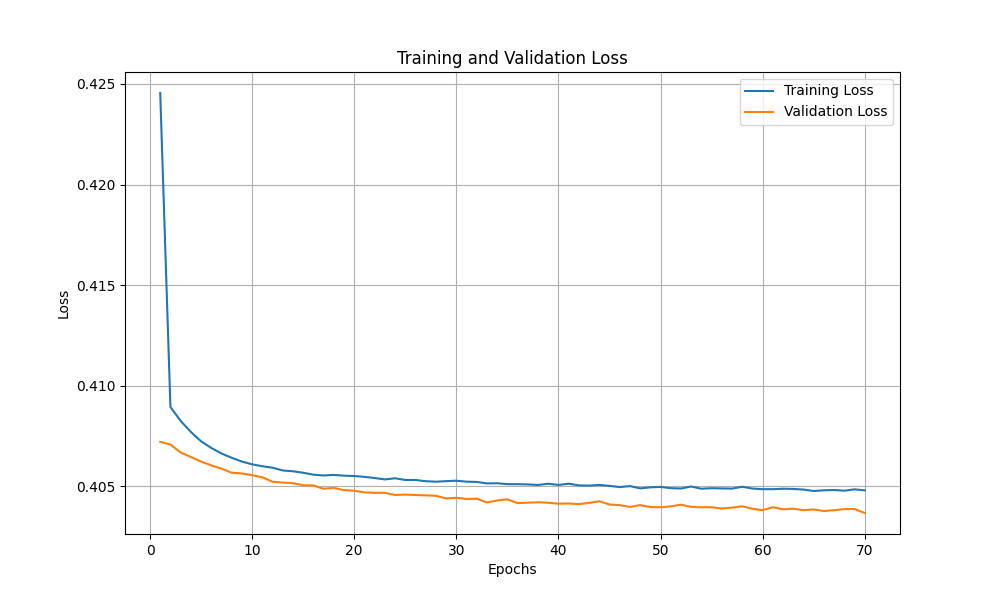 Training and Validation Loss
Training Loss
Validation Loss
0.425
0.420
0.415
0.410
0.405
Loss
0 10 20 30 40 50 60 70
Epochs